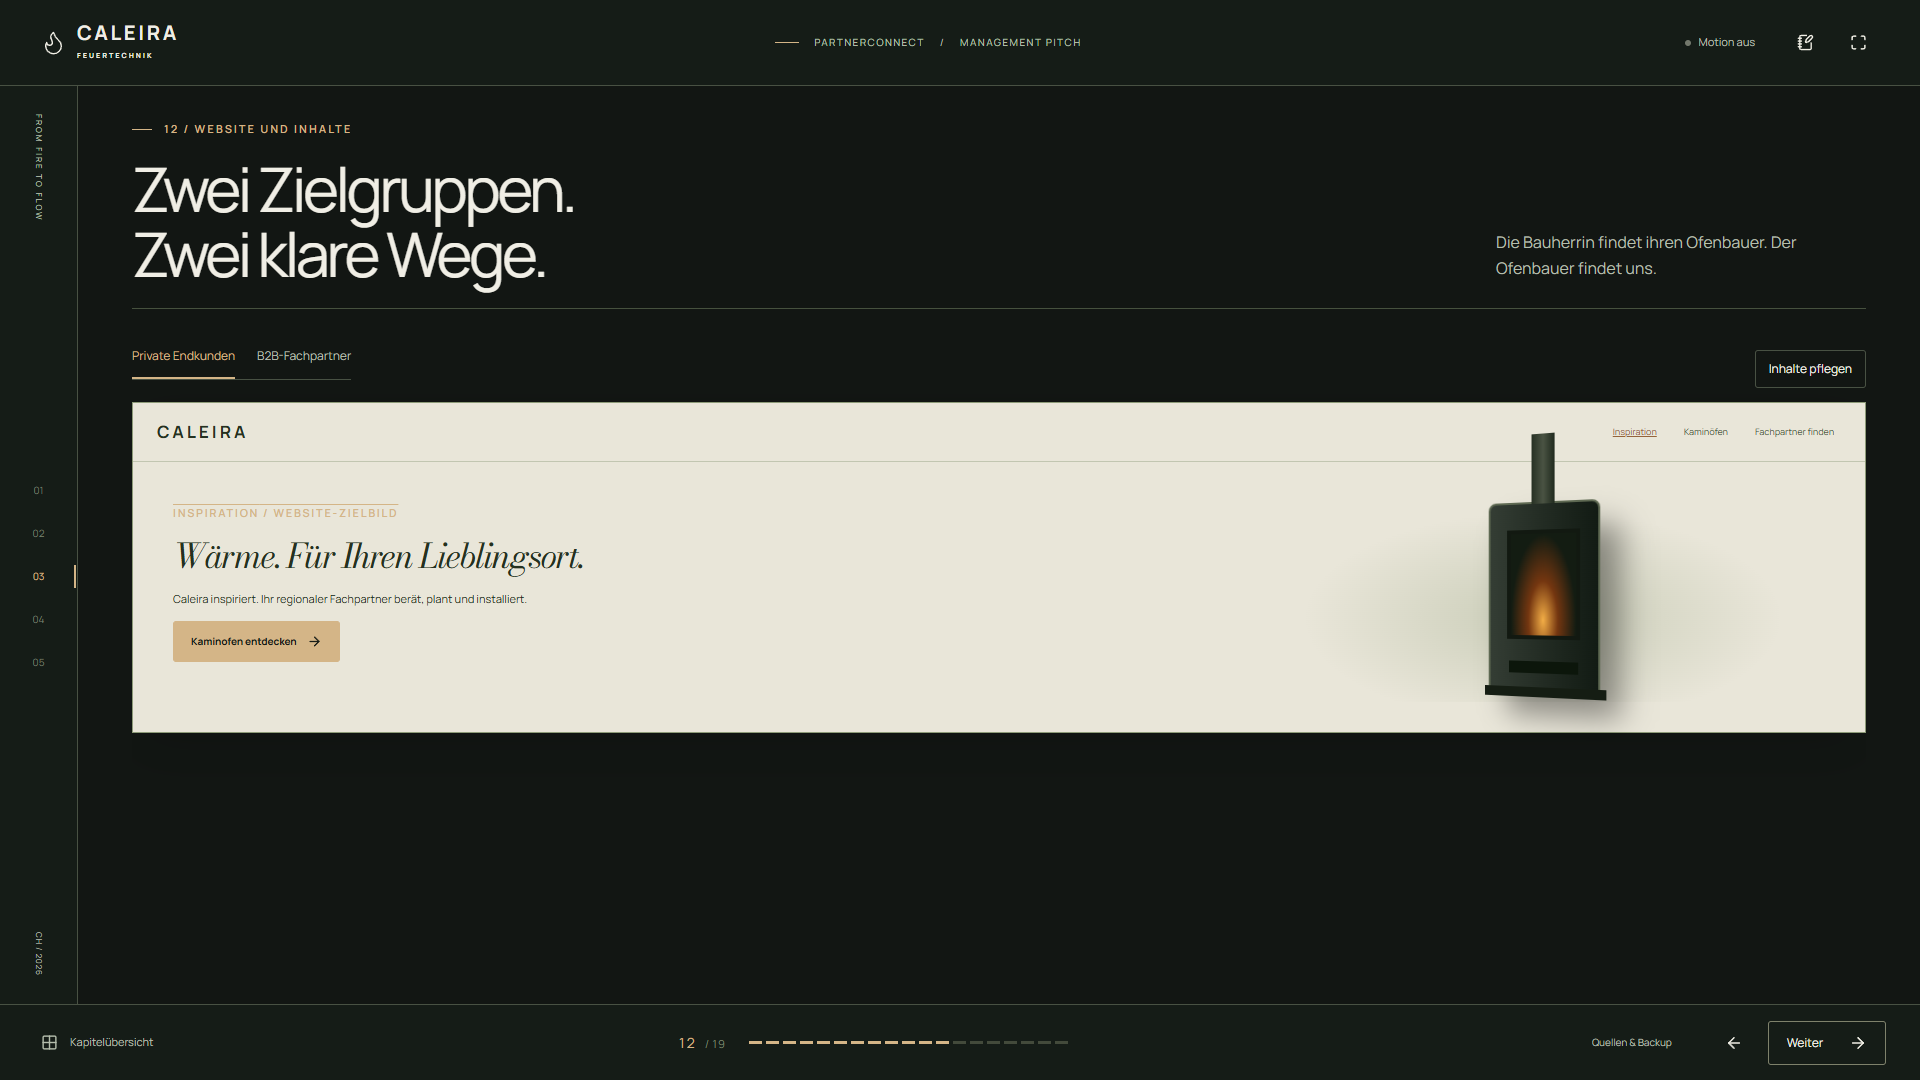 CALEIRA
FEUERTECHNIK
PARTNERCONNECT / MANAGEMENT PITCH
Motion aus
FROM FIRE TO FLOW
12 / WEBSITE UND INHALTE
Zwei Zielgruppen.
Zwei klare Wege.
Die Bauherrin findet ihren Ofenbauer. Der
Ofenbauer findet uns.
Private Endkunden
B2B-Fachpartner
Inhalte pflegen
CALEIRA
Inspiration
Kaminöfen
Fachpartner finden
INSPIRATION / WEBSITE-ZIELBILD
Wärme. Für Ihren Lieblingsort.
Caleira inspiriert. Ihr regionaler Fachpartner berät, plant und installiert.
Kaminofen entdecken
01
02
03
04
05
CH / 2026
Kapitelübersicht
12 / 19
Quellen & Backup
Weiter